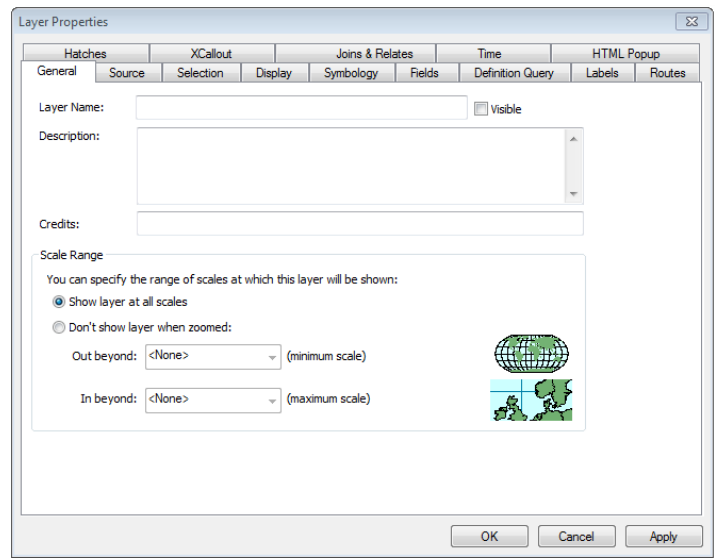 Layer Properties
Hatches XCallout Joins & Relates Time HTML Popup
General Source Selection Display Symbology Fields Definition Query Labels Routes
Layer Name: Visible
Description:
Credits:
Scale Range
You can specify the range of scales at which this layer will be shown:
Show layer at all scales
Don't show layer when zoomed:
Out beyond: <None> (minimum scale)
In beyond: <None> (maximum scale)
OK Cancel Apply